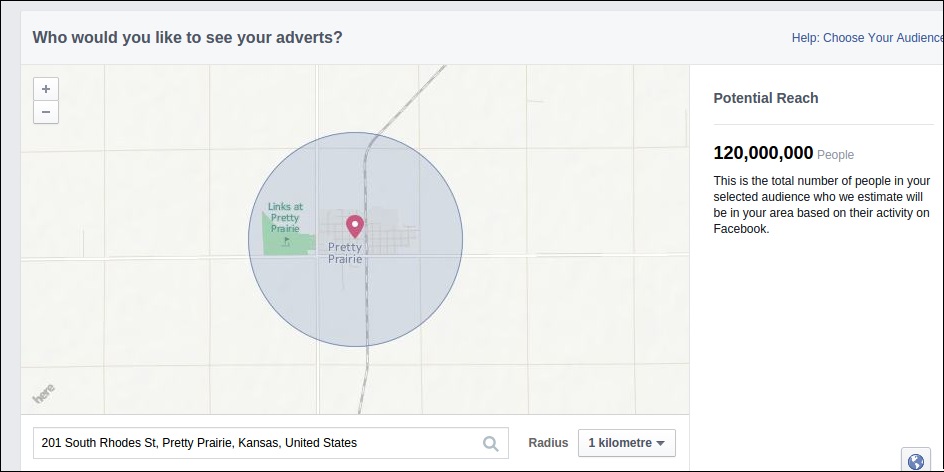 Who would you like to see your adverts?
Help: Choose Your Audience
+
−
Links at
Pretty
Prairie
Pretty
Prairie
here
Potential Reach
120,000,000 People
This is the total number of people in your
selected audience who we estimate will
be in your area based on their activity on
Facebook.
201 South Rhodes St, Pretty Prairie, Kansas, United States
Radius
1 kilometre